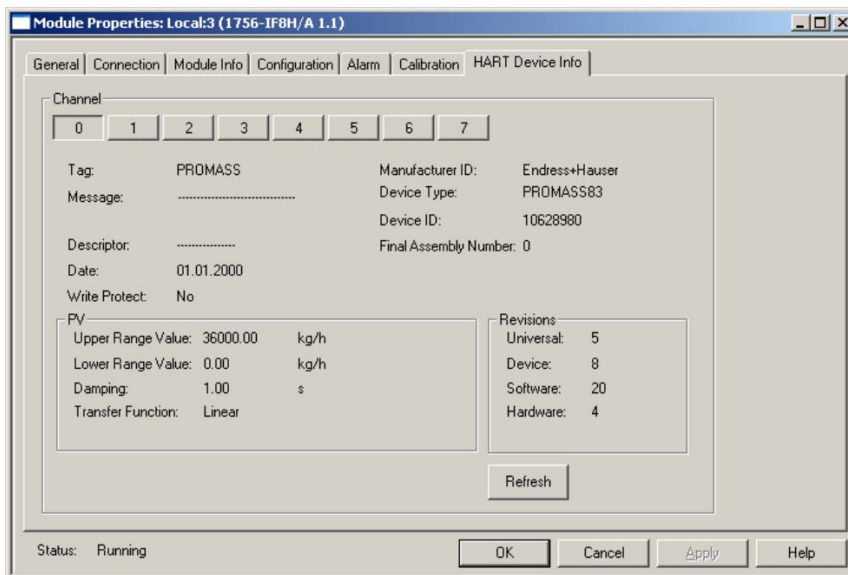 Module Properties: Local:3 (1756-IF8H/A 1.1)
General Connection Module Info Configuration Alarm Calibration HART Device Info
Channel
0 1 2 3 4 5 6 7
Tag: PROMASS Manufacturer ID: Endress+Hauser
Message: -------------------------------- Device Type: PROMASS83
Device ID: 10628980
Descriptor: ---------------- Final Assembly Number: 0
Date: 01.01.2000
Write Protect: No
PV Revisions
Upper Range Value: 36000.00 kg/h Universal: 5
Lower Range Value: 0.00 kg/h Device: 8
Damping: 1.00 s Software: 20
Transfer Function: Linear Hardware: 4
Refresh
Status: Running OK Cancel Apply Help